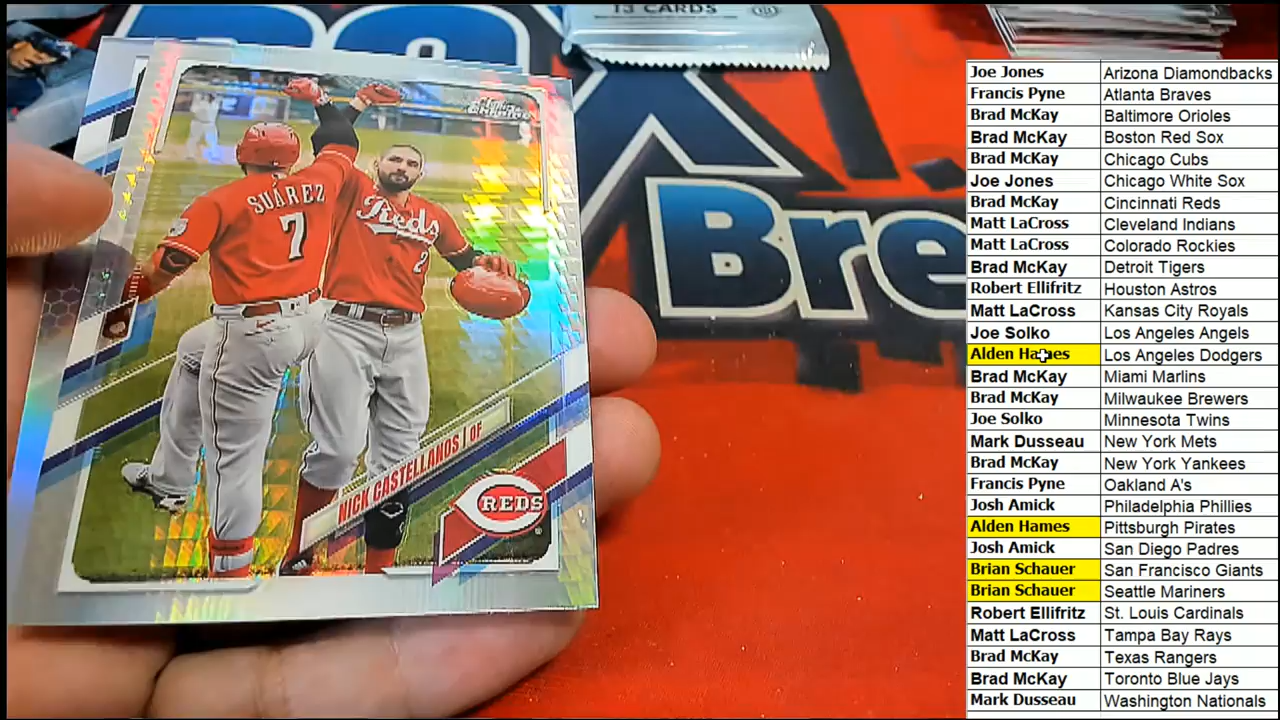 13 CARDS
Bre
Topps
CHROME
SUÁREZ
7
Reds
2
NICK CASTELLANOS | OF
REDS
Joe Jones Arizona Diamondbacks
Francis Pyne Atlanta Braves
Brad McKay Baltimore Orioles
Brad McKay Boston Red Sox
Brad McKay Chicago Cubs
Joe Jones Chicago White Sox
Brad McKay Cincinnati Reds
Matt LaCross Cleveland Indians
Matt LaCross Colorado Rockies
Brad McKay Detroit Tigers
Robert Ellifritz Houston Astros
Matt LaCross Kansas City Royals
Joe Solko Los Angeles Angels
Alden Hames Los Angeles Dodgers
Brad McKay Miami Marlins
Brad McKay Milwaukee Brewers
Joe Solko Minnesota Twins
Mark Dusseau New York Mets
Brad McKay New York Yankees
Francis Pyne Oakland A's
Josh Amick Philadelphia Phillies
Alden Hames Pittsburgh Pirates
Josh Amick San Diego Padres
Brian Schauer San Francisco Giants
Brian Schauer Seattle Mariners
Robert Ellifritz St. Louis Cardinals
Matt LaCross Tampa Bay Rays
Brad McKay Texas Rangers
Brad McKay Toronto Blue Jays
Mark Dusseau Washington Nationals